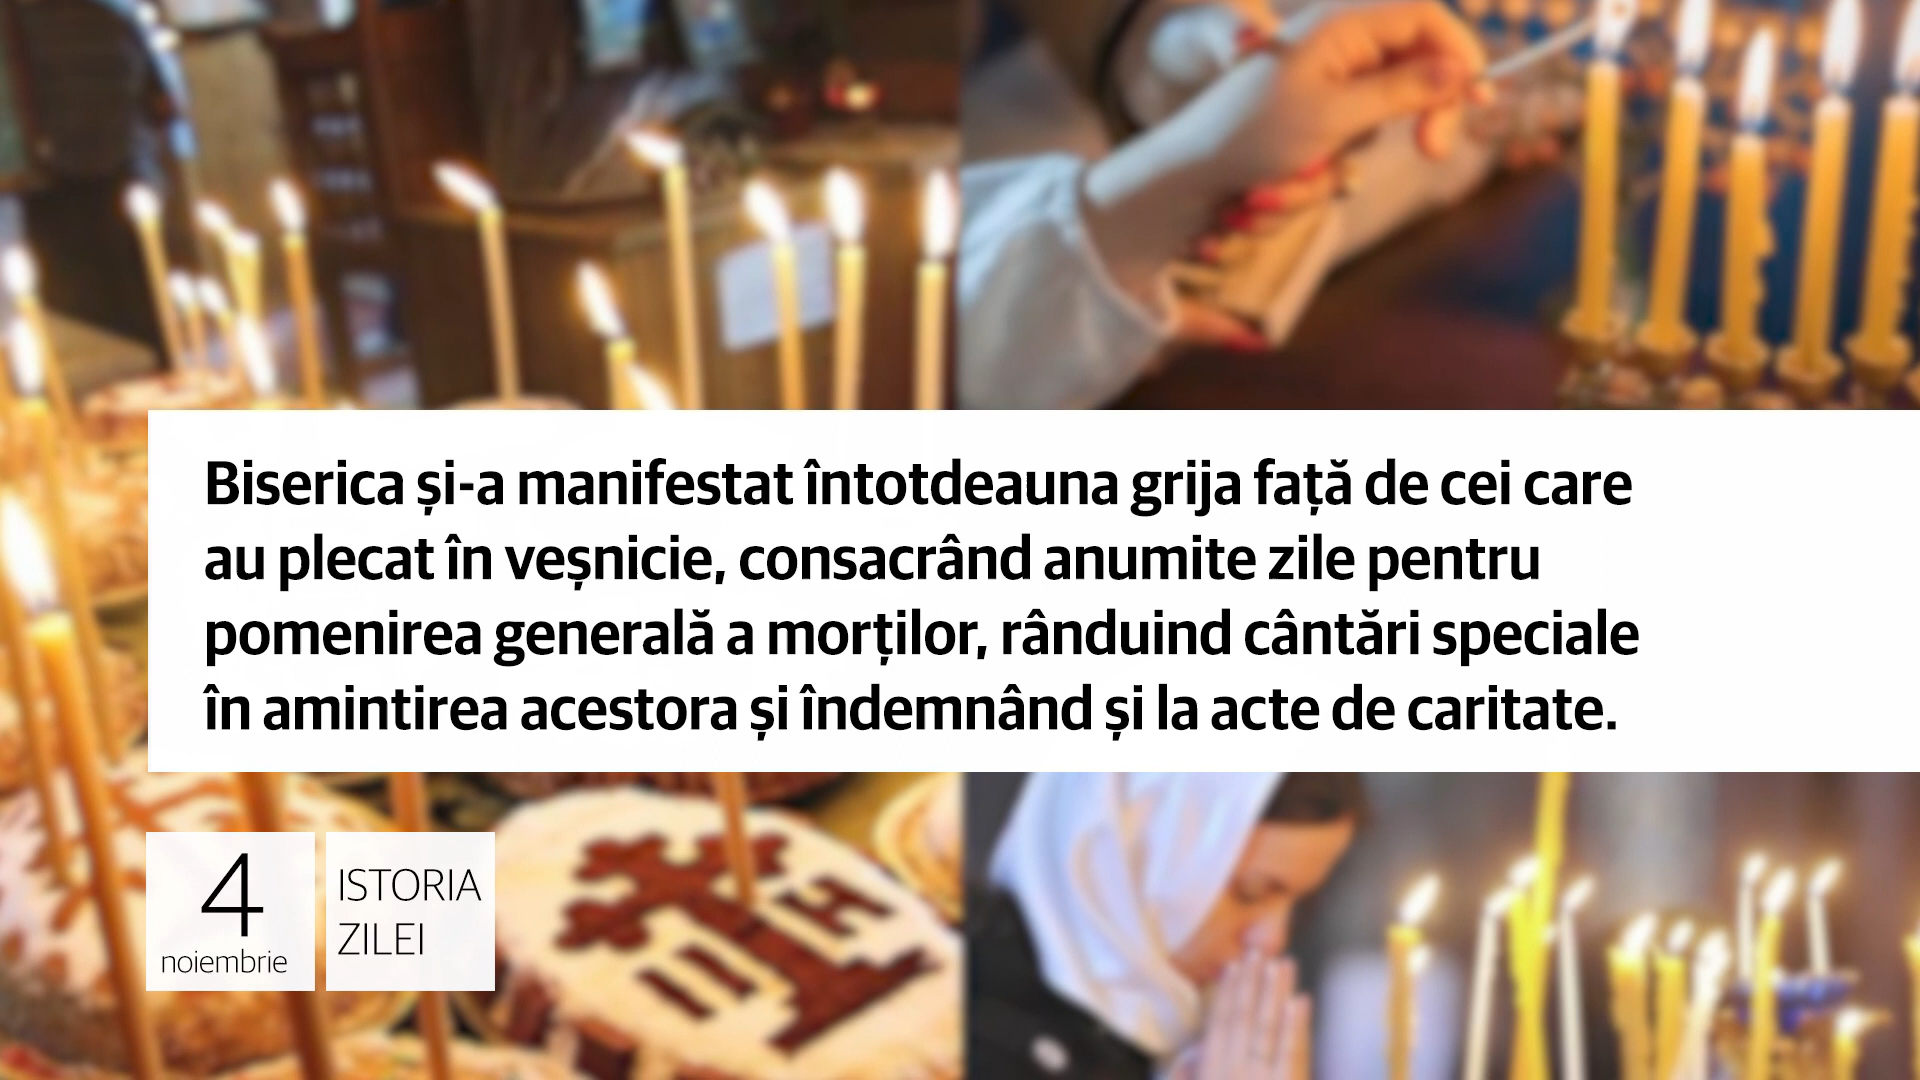 Biserica și-a manifestat întotdeauna grija față de cei care
au plecat în veșnicie, consacrând anumite zile pentru
pomenirea generală a morților, rânduind cântări speciale
în amintirea acestora și îndemnând și la acte de caritate.
4
noiembrie
ISTORIA
ZILEI